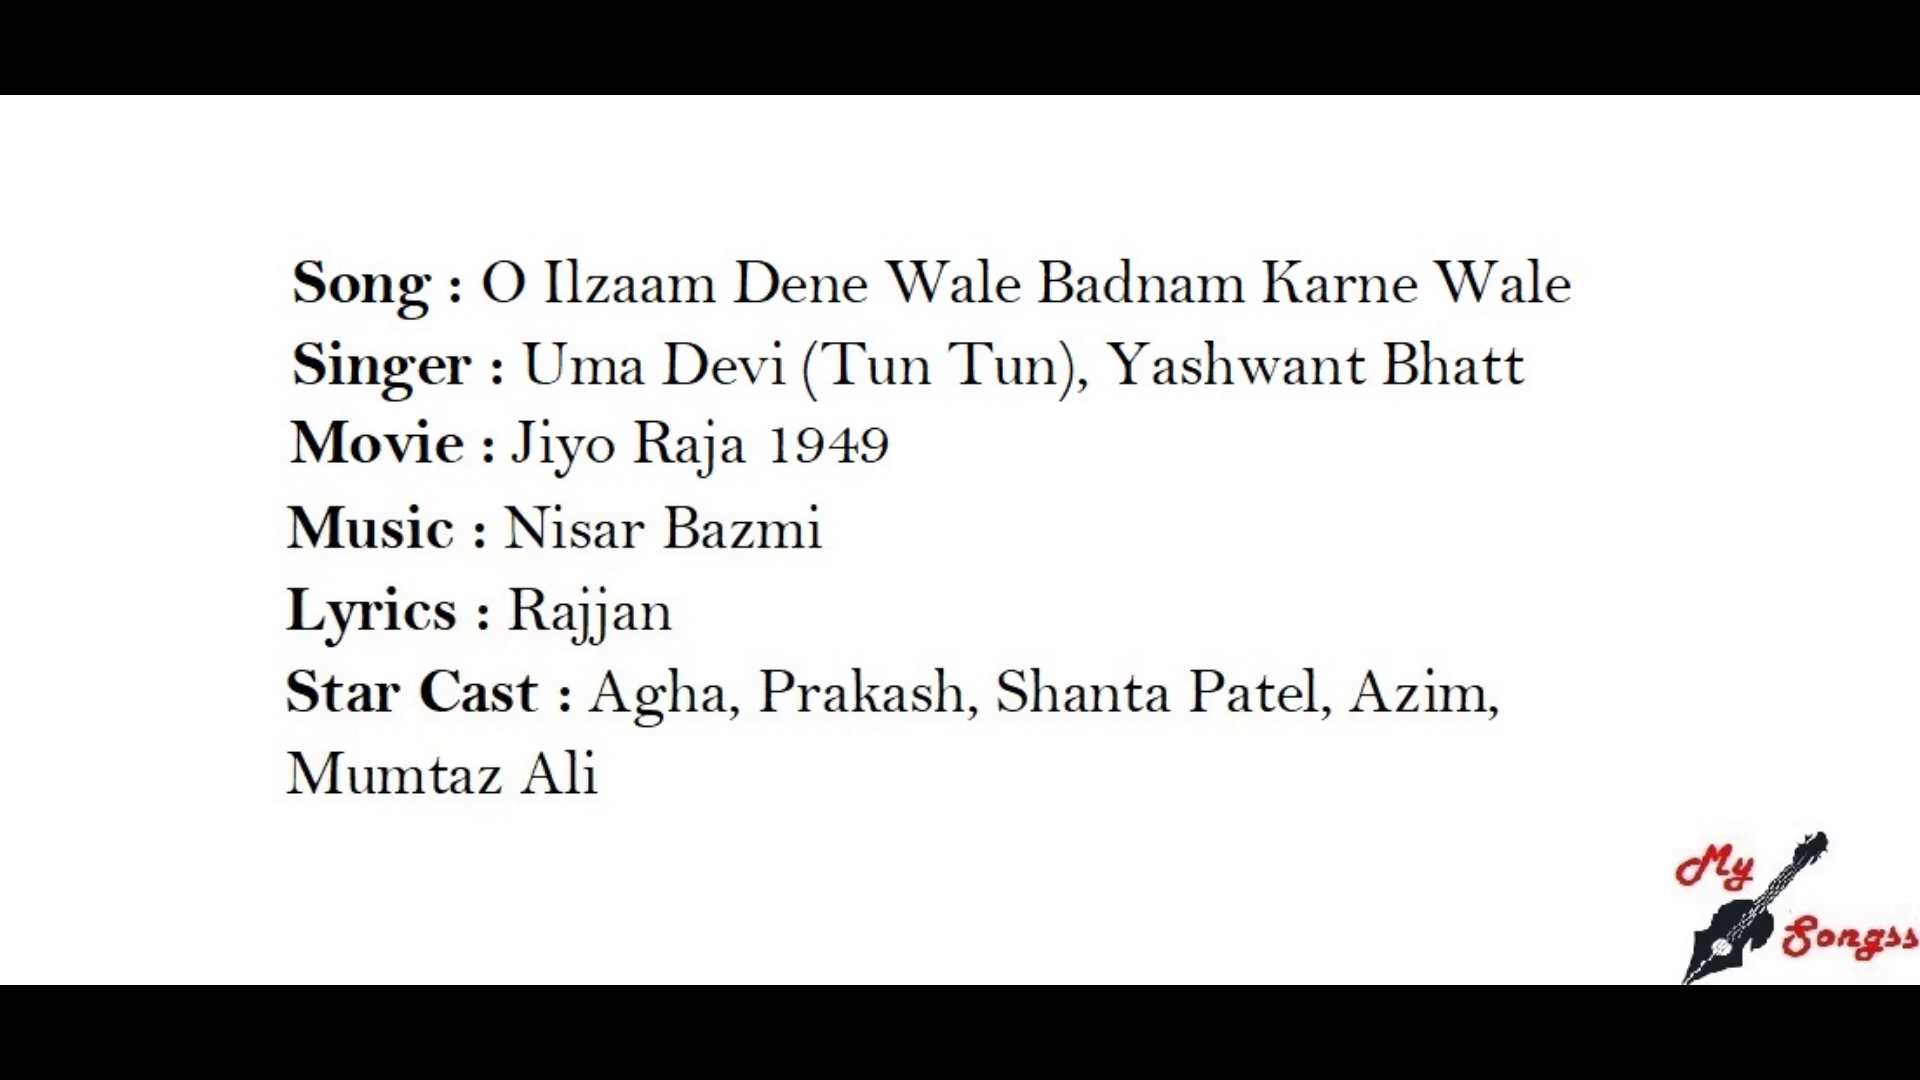 Song : O Ilzaam Dene Wale Badnam Karne Wale
Singer : Uma Devi (Tun Tun), Yashwant Bhatt
Movie : Jiyo Raja 1949
Music : Nisar Bazmi
Lyrics : Rajjan
Star Cast : Agha, Prakash, Shanta Patel, Azim,
Mumtaz Ali
My
Songss